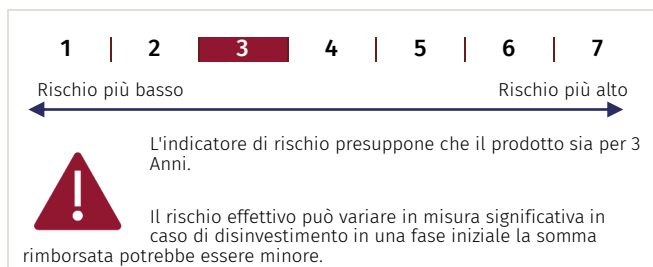 1 | 2 | 3 | 4 | 5 | 6 | 7
Rischio più basso Rischio più alto
L'indicatore di rischio presuppone che il prodotto sia per 3
Anni.
Il rischio effettivo può variare in misura significativa in
caso di disinvestimento in una fase iniziale la somma
rimborsata potrebbe essere minore.